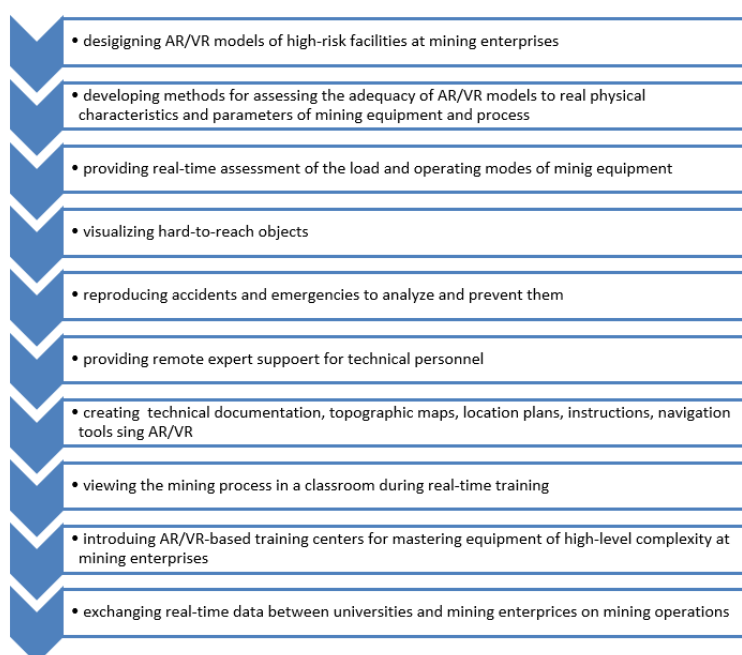 • desigigning AR/VR models of high-risk facilities at mining enterprises
• developing methods for assessing the adequacy of AR/VR models to real physical
characteristics and parameters of mining equipment and process
• providing real-time assessment of the load and operating modes of minig equipment
• visualizing hard-to-reach objects
• reproducing accidents and emergencies to analyze and prevent them
• providing remote expert suppoert for technical personnel
• creating technical documentation, topographic maps, location plans, instructions, navigation
tools sing AR/VR
• viewing the mining process in a classroom during real-time training
• introduing AR/VR-based training centers for mastering equipment of high-level complexity at
mining enterprises
• exchanging real-time data between universities and mining enterprices on mining operations